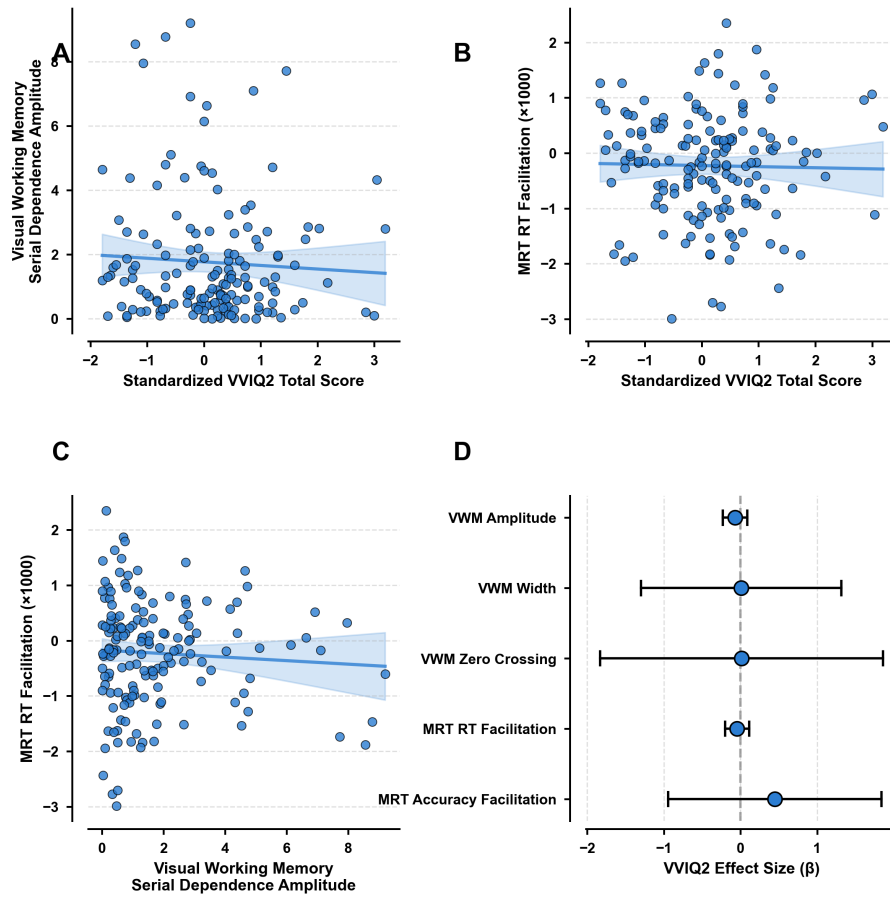 A
Visual Working Memory
Serial Dependence Amplitude
8
6
4
2
0
−2 −1 0 1 2 3
Standardized VVIQ2 Total Score
B
MRT RT Facilitation (×1000)
2
1
0
−1
−2
−3
−2 −1 0 1 2 3
Standardized VVIQ2 Total Score
C
MRT RT Facilitation (×1000)
2
1
0
−1
−2
−3
0 2 4 6 8
Visual Working Memory
Serial Dependence Amplitude
D
VWM Amplitude
VWM Width
VWM Zero Crossing
MRT RT Facilitation
MRT Accuracy Facilitation
−2 −1 0 1
VVIQ2 Effect Size (β)